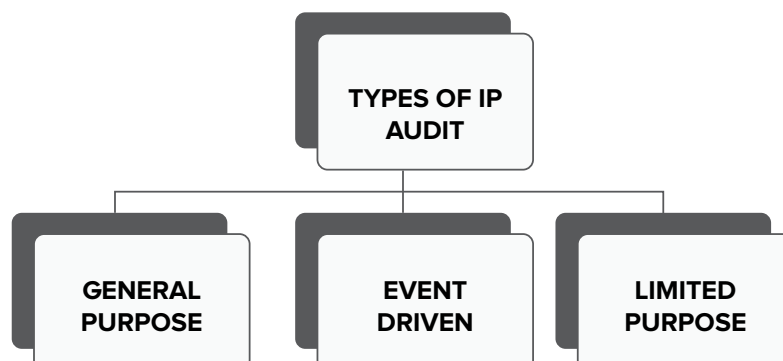 TYPES OF IP
AUDIT
GENERAL
PURPOSE
EVENT
DRIVEN
LIMITED
PURPOSE